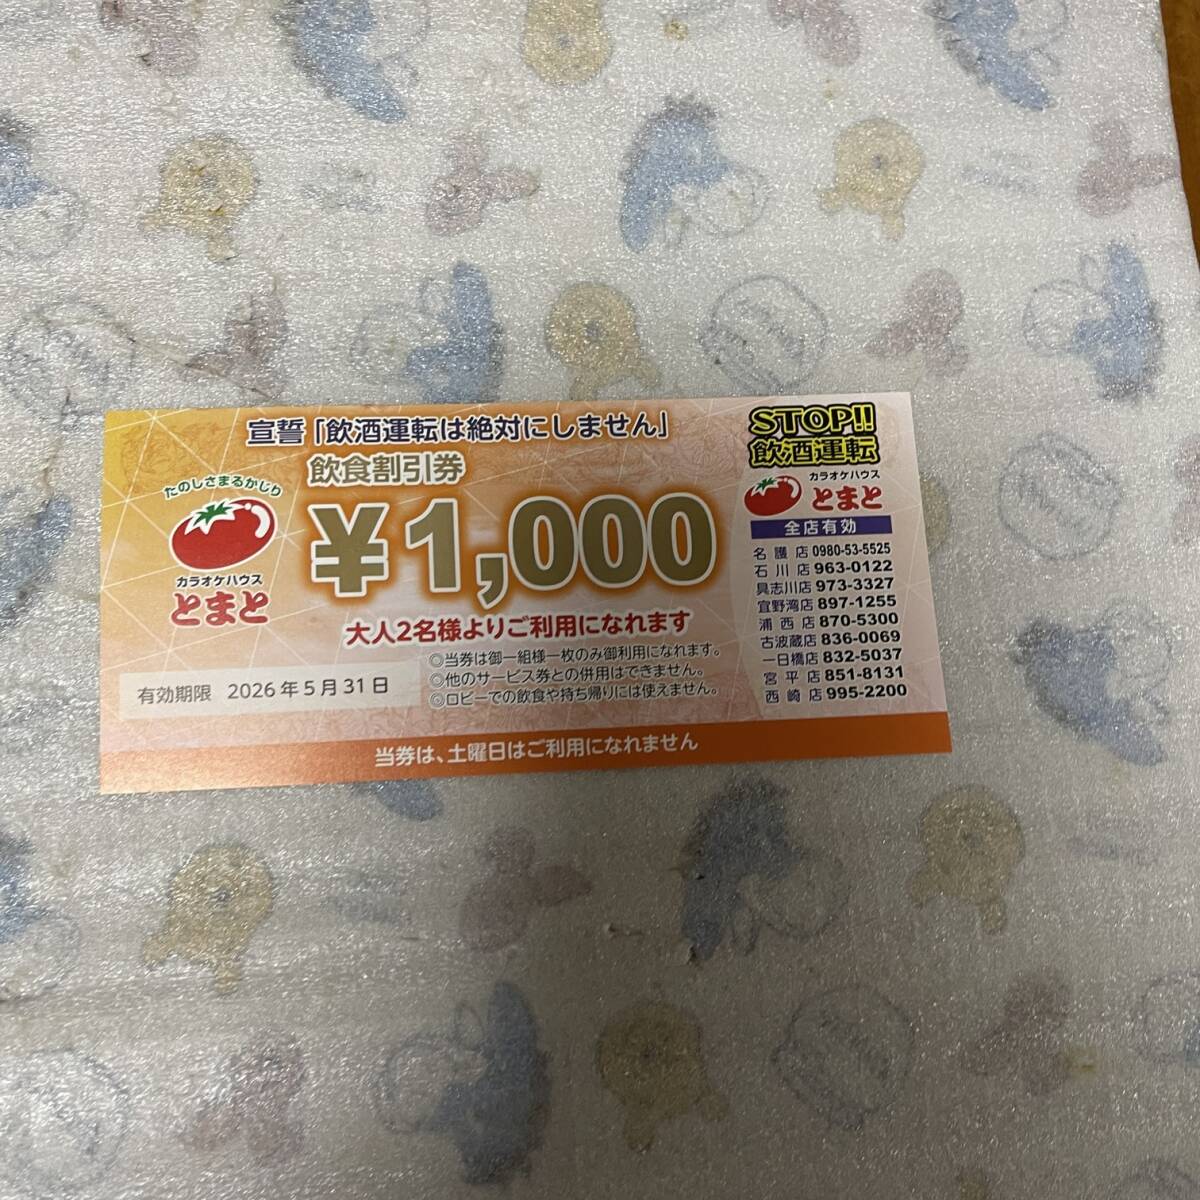 宣誓「飲酒運転は絶対にしません」
飲食割引券
¥1,000
大人2名様よりご利用になれます
◎当券は御一組様一枚のみ御利用になれます。
◎他のサービス券との併用はできません。
◎ロビーでの飲食や持ち帰りには使えません。
たのしさまるかじり
カラオケハウス
とまと
有効期限 2026年5月31日
STOP!!
飲酒運転
カラオケハウス
とまと
全店有効
名護店 0980-53-5525
石川店 963-0122
具志川店 973-3327
宜野湾店 897-1255
浦西店 870-5300
古波蔵店 836-0069
一日橋店 832-5037
宮平店 851-8131
西崎店 995-2200
当券は、土曜日はご利用になれません